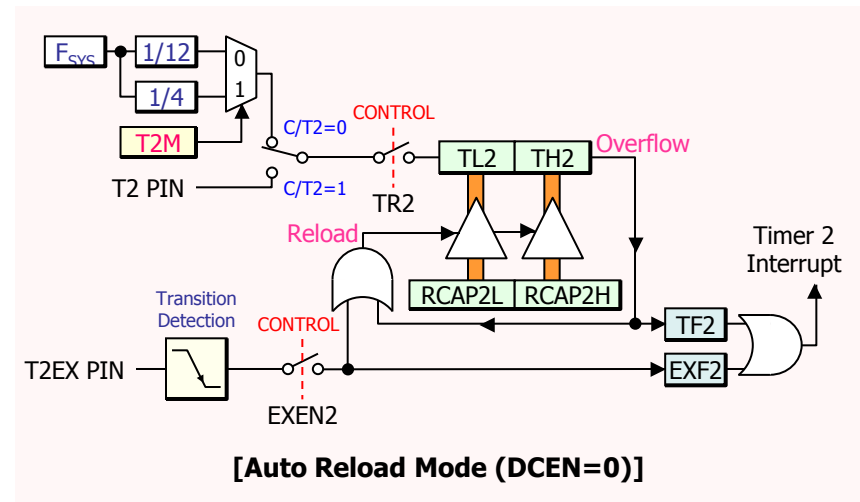 F_SYS
1/12
0
1/4
1
T2M
C/T2=0
CONTROL
TL2
TH2
Overflow
T2 PIN
C/T2=1
TR2
Reload
Timer 2
Interrupt
RCAP2L
RCAP2H
Transition
Detection
CONTROL
TF2
T2EX PIN
EXF2
EXEN2
[Auto Reload Mode (DCEN=0)]